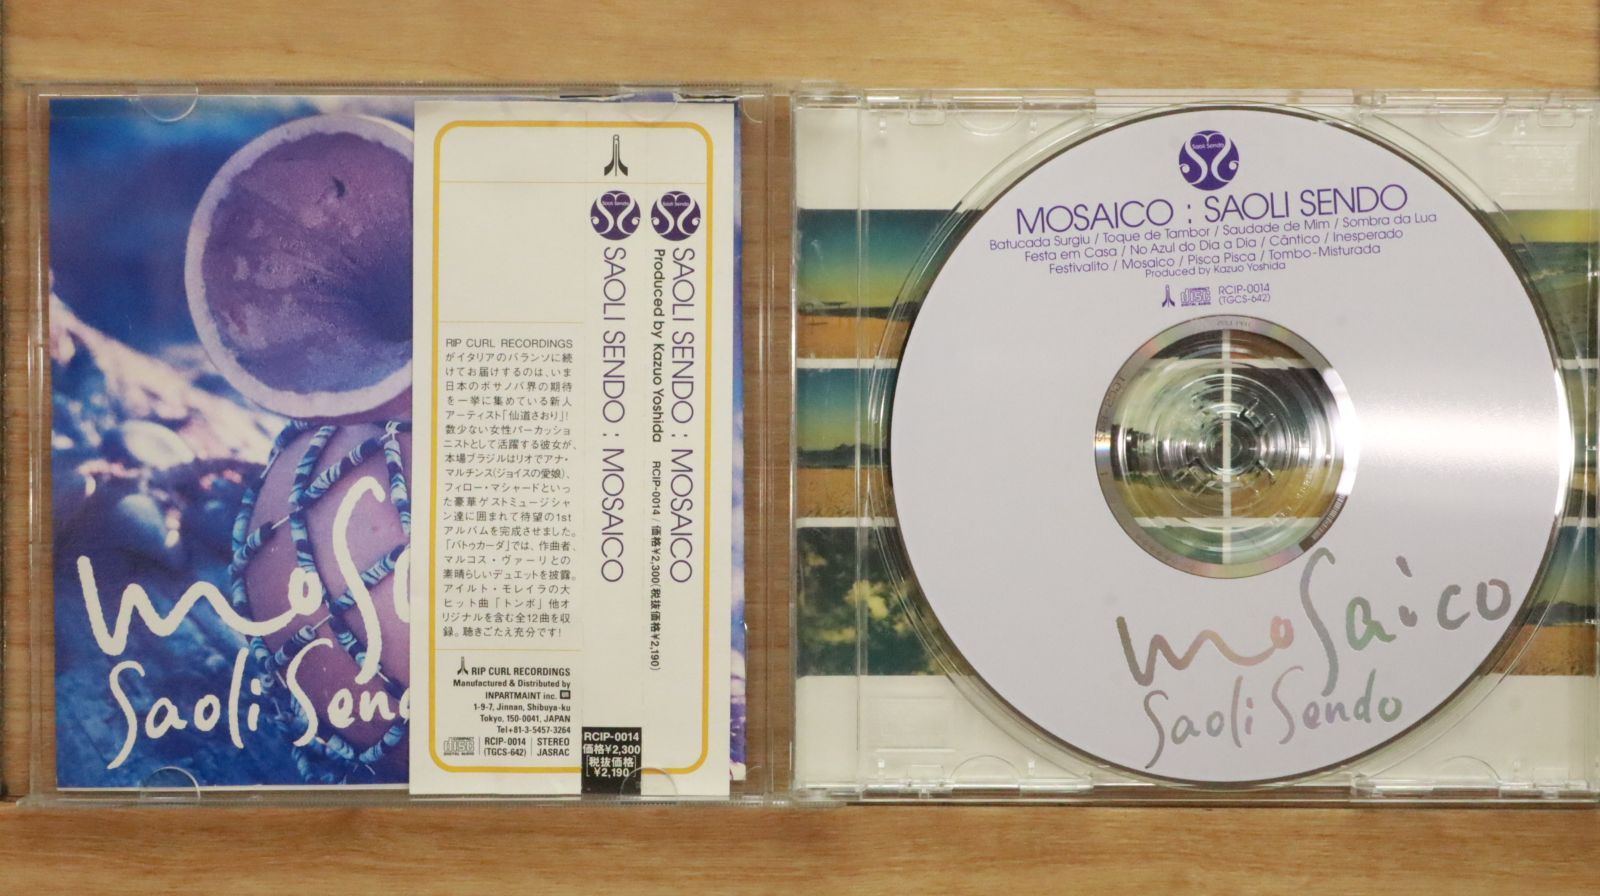 mosa
Saoli Send
RIP CURL RECORDINGS
がイタリアのバランソに続
けてお届けするのは、いま
日本のボサノバ界の期待
を一挙に集めている新人
アーティスト「仙道さおり」!
数少ない女性パーカッショ
ニストとして活躍する彼女が、
本場ブラジルはリオでアナ・
マルチンス(ジョイスの愛娘)、
フィロー・マシャードといっ
た豪華ゲストミュージシャ
ン達に囲まれて待望の1st
アルバムを完成させました。
「バトゥカーダ」では、作曲者、
マルコス・ヴァーリとの
素晴らしいデュエットを披露。
アイルト・モレイラの大
ヒット曲「トンボ」他オ
リジナルを含む全12曲を収
録。聴きごたえ充分です!
RIP CURL RECORDINGS
Manufactured & Distributed by
INPARTMAINT inc.
1-9-7, Jinnan, Shibuya-ku
Tokyo, 150-0041, JAPAN
Tel+81-3-5457-3264
COMPACT
disc
DIGITAL AUDIO
RCIP-0014
(TGCS-642)
STEREO
JASRAC
Saoli Sendo
SAOLI SENDO : MOSAICO
RCIP-0014
価格¥2,300
税抜価格
¥2,190
Saoli Sendo
SAOLI SENDO : MOSAICO
Produced by Kazuo Yoshida
RCIP-0014 / 価格¥2,300(税抜価格¥2,190)
Saoli Sendo
MOSAICO : SAOLI SENDO
Batucada Surgiu / Toque de Tambor / Saudade de Mim / Sombra da Lua
Festa em Casa / No Azul do Dia a Dia / Cântico / Inesperado
Festivalito / Mosaico / Pisca Pisca / Tombo-Misturada
Produced by Kazuo Yoshida
disc
DIGITAL AUDIO
RCIP-0014
(TGCS-642)
mosaico
Saoli Sendo